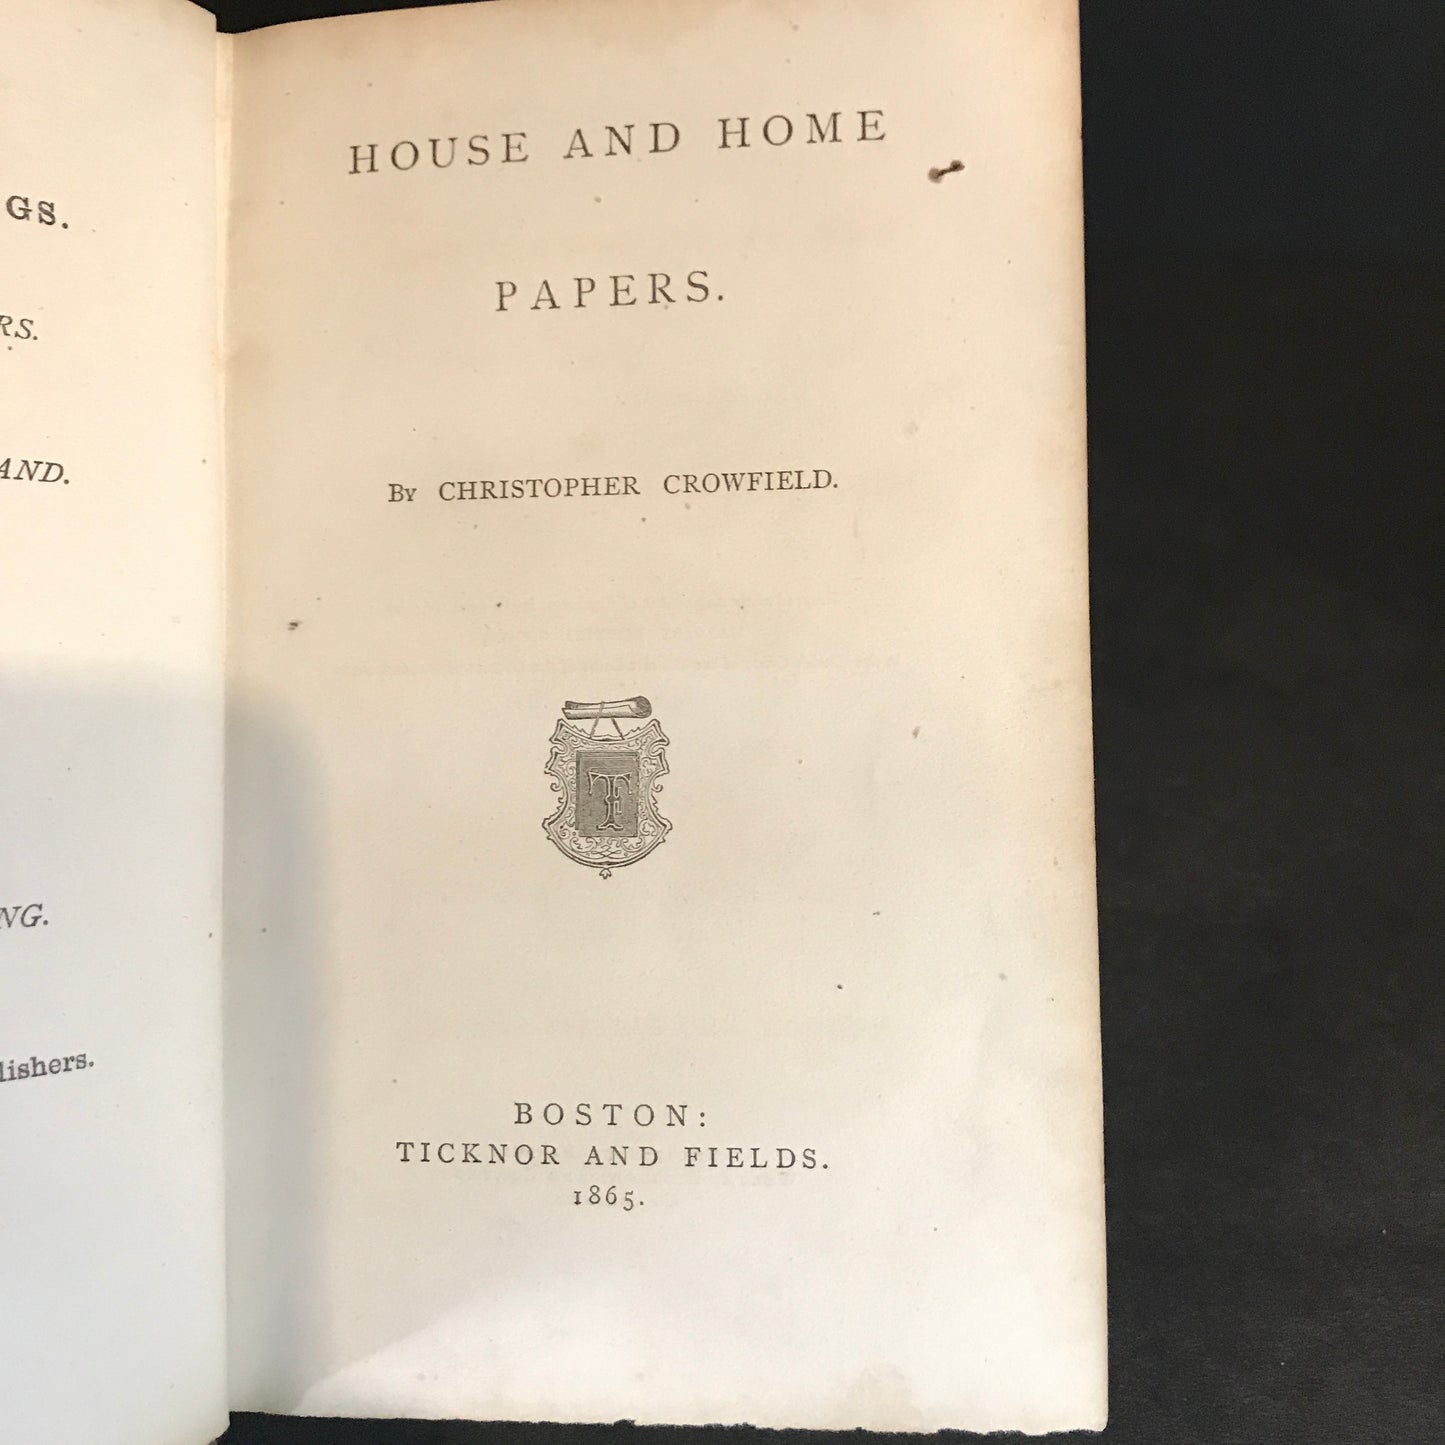 GS.
RS.
AND.
NG.
lishers.
HOUSE AND HOME
PAPERS.
By CHRISTOPHER CROWFIELD.
TF
BOSTON:
TICKNOR AND FIELDS.
1865.